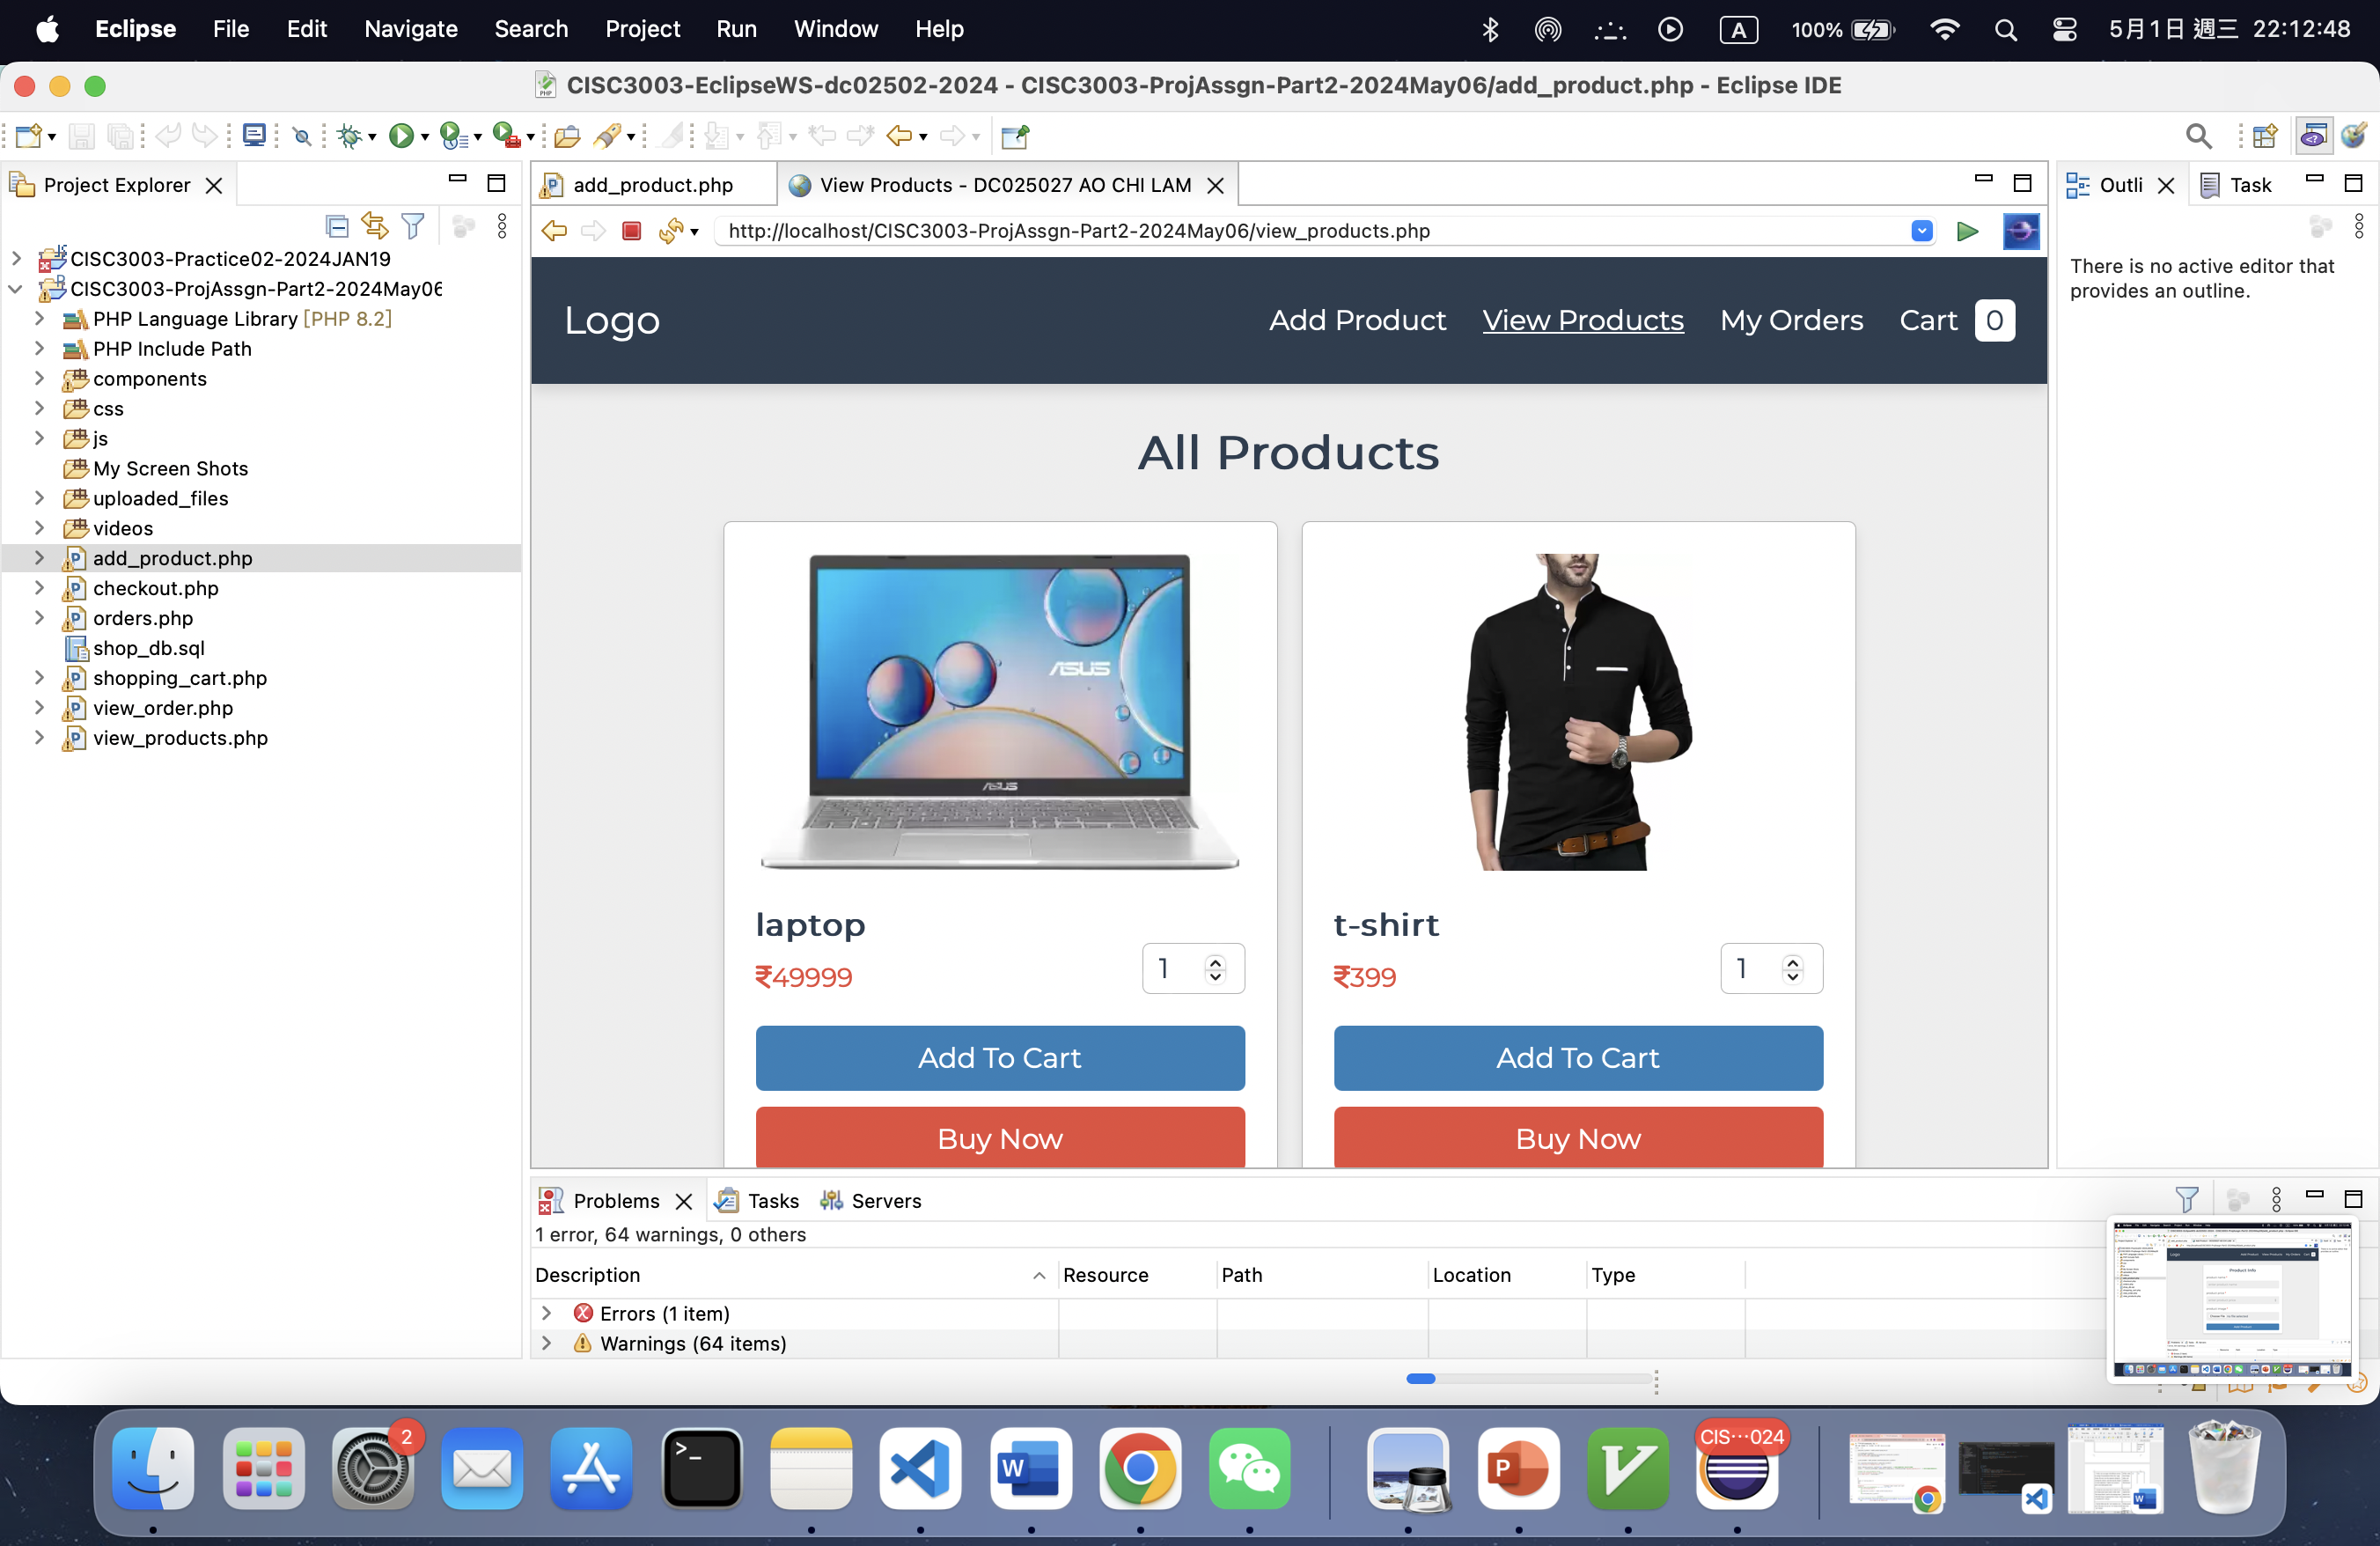 Eclipse File Edit Navigate Search Project Run Window Help A 100% 5月1日 週三 22:12:48
CISC3003-EclipseWS-dc02502-2024 - CISC3003-ProjAssgn-Part2-2024May06/add_product.php - Eclipse IDE
Project Explorer
add_product.php
View Products - DC025027 AO CHI LAM
Outli
Task
http://localhost/CISC3003-ProjAssgn-Part2-2024May06/view_products.php
CISC3003-Practice02-2024JAN19
CISC3003-ProjAssgn-Part2-2024May06
PHP Language Library [PHP 8.2]
PHP Include Path
components
css
js
My Screen Shots
uploaded_files
videos
add_product.php
checkout.php
orders.php
shop_db.sql
shopping_cart.php
view_order.php
view_products.php
There is no active editor that
provides an outline.
Logo
Add Product View Products My Orders Cart 0
All Products
ASUS
ASUS
laptop
₹49999
1
Add To Cart
Buy Now
t-shirt
₹399
1
Add To Cart
Buy Now
Problems Tasks Servers
1 error, 64 warnings, 0 others
Description Resource Path Location Type
Errors (1 item)
Warnings (64 items)
Product Info
2
CIS...024
W
P